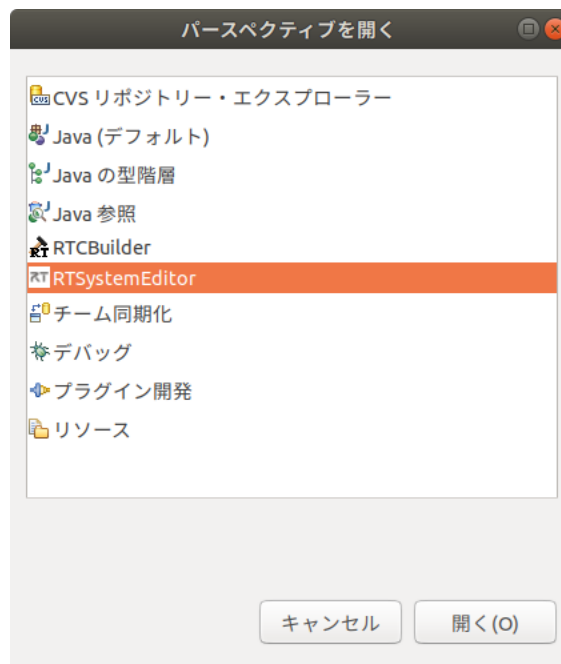 パースペクティブを開く
CVS リポジトリー・エクスプローラー
Java (デフォルト)
Java の型階層
Java 参照
RTCBuilder
RTSystemEditor
チーム同期化
デバッグ
プラグイン開発
リソース
キャンセル
開く(O)